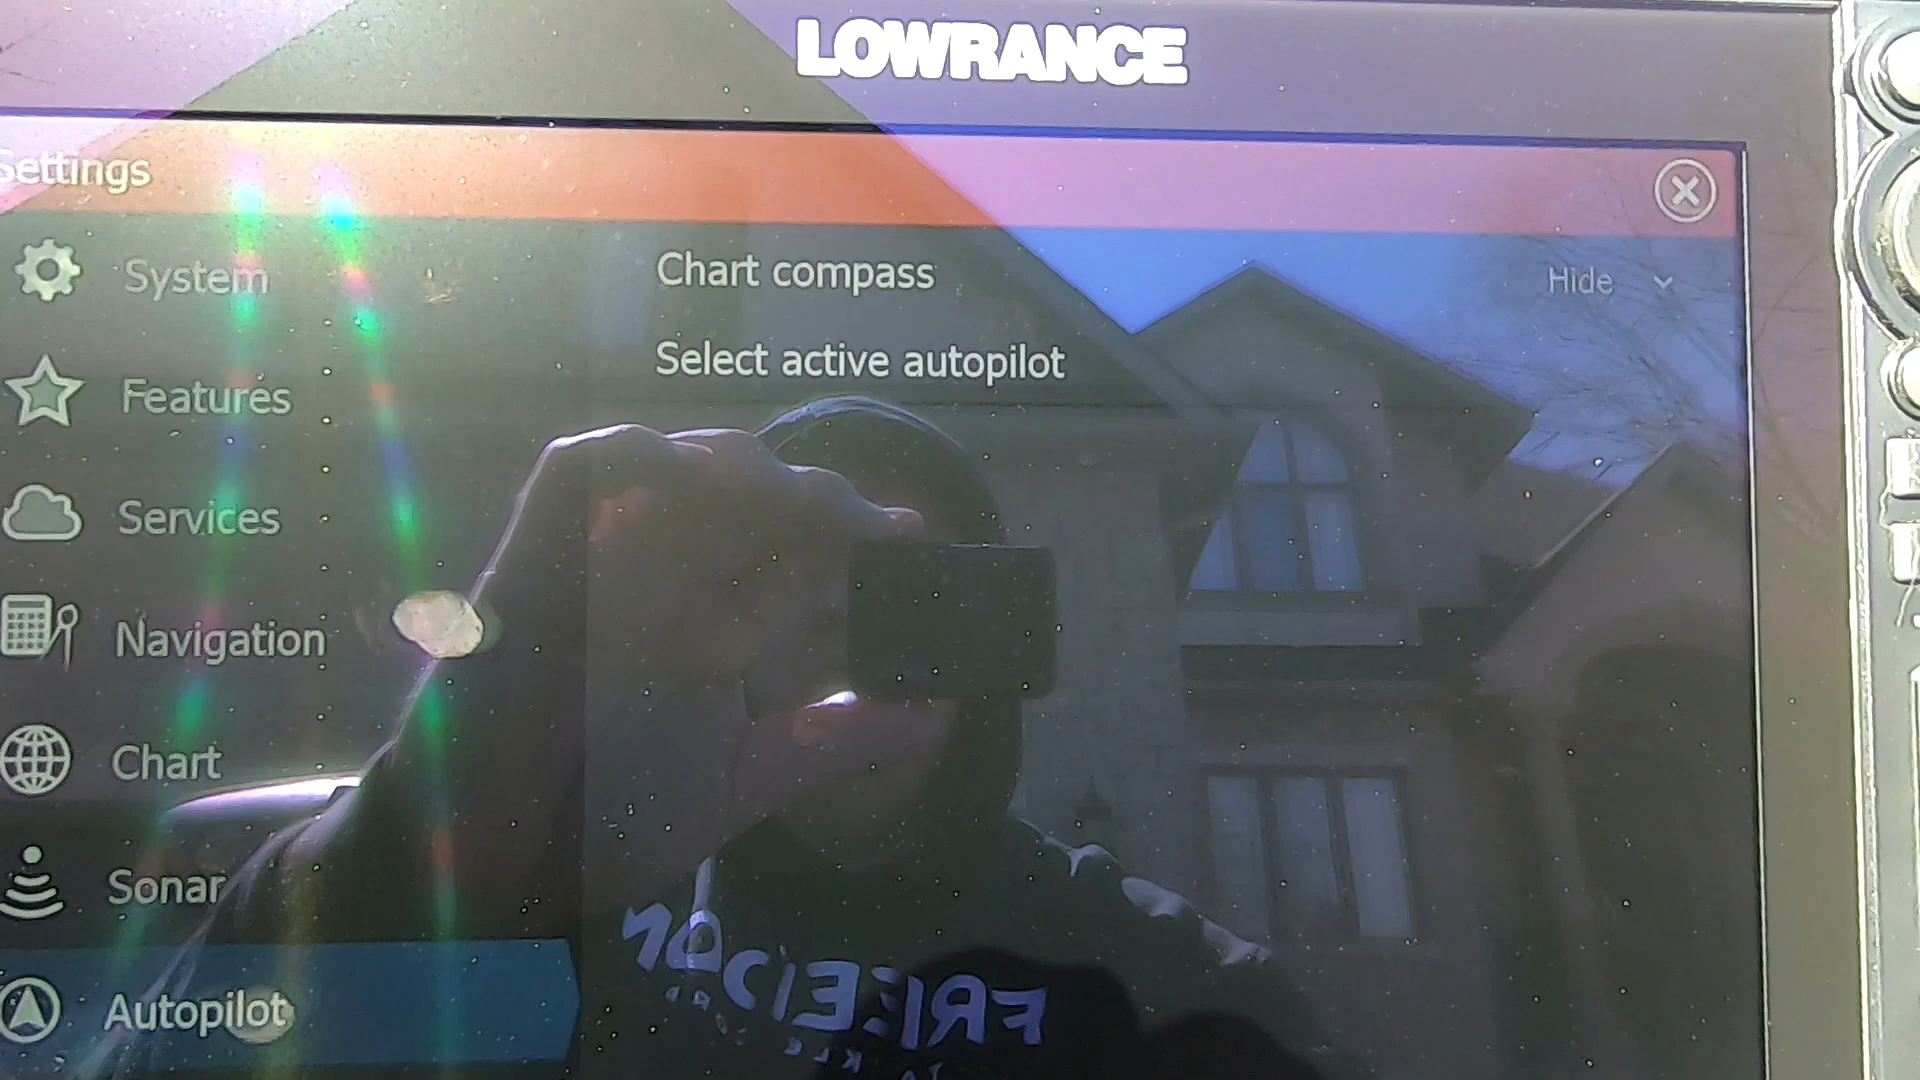 LOWRANCE
Settings
System
Features
Services
Navigation
Chart
Sonar
Autopilot
Chart compass
Hide
Select active autopilot